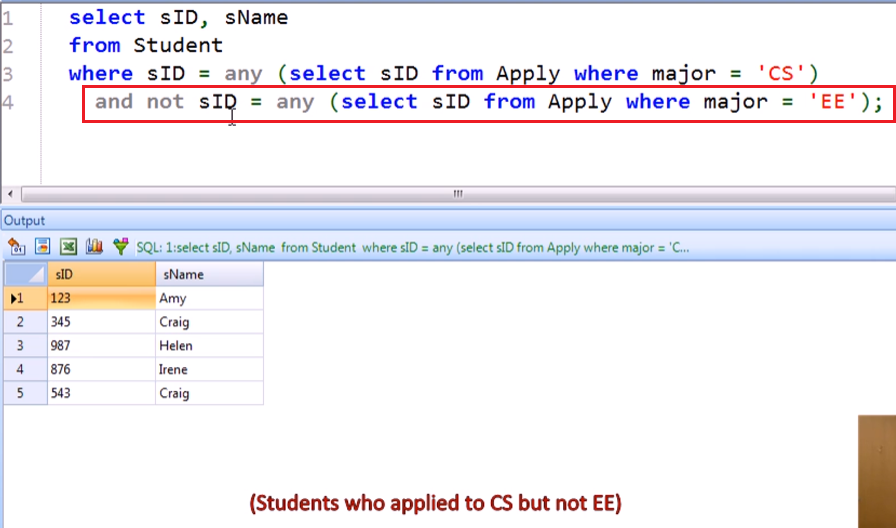 1 select sID, sName
2 from Student
3 where sID = any (select sID from Apply where major = 'CS')
4 and not sID = any (select sID from Apply where major = 'EE');
Output
SQL: 1:select sID, sName from Student where sID = any (select sID from Apply where major = 'C...
sID sName
1 123 Amy
2 345 Craig
3 987 Helen
4 876 Irene
5 543 Craig
(Students who applied to CS but not EE)